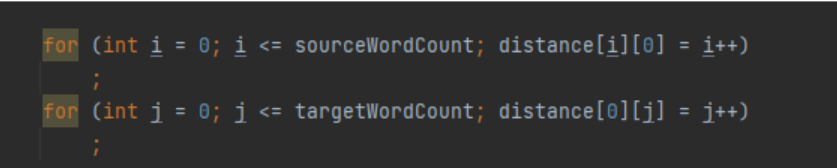 for (int i = 0; i <= sourceWordCount; distance[i][0] = i++)
;
for (int j = 0; j <= targetWordCount; distance[0][j] = j++)
;